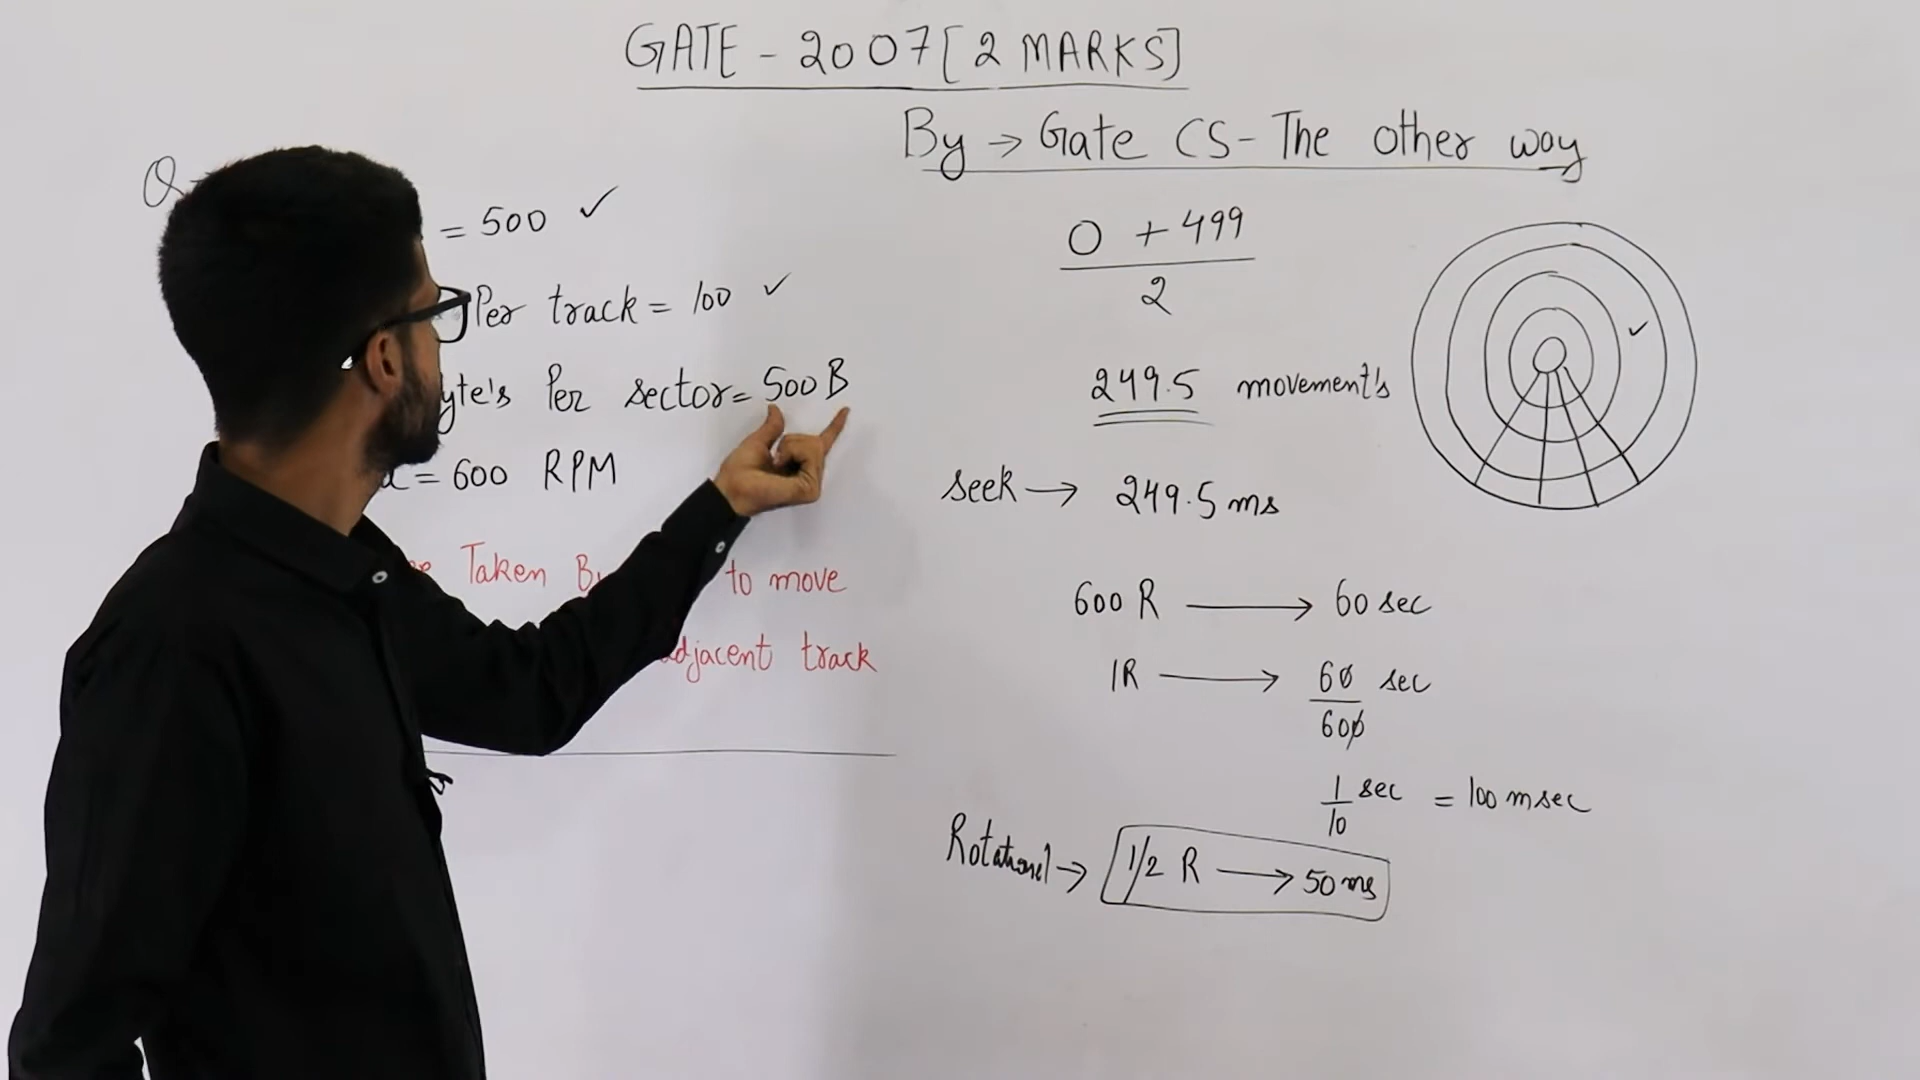 GATE - 2007 [2 MARKS]
By → Gate CS - The other way
Q
= 500 ✓
Per track = 100 ✓
yte's Per sector = 500 B
= 600 RPM
Taken B to move
adjacent track
0 + 499
2
249.5 movement's
seek → 249.5 ms
600 R → 60 sec
1R → 60 sec
600
1 sec = 100 msec
10
Rotational → 1/2 R → 50 ms